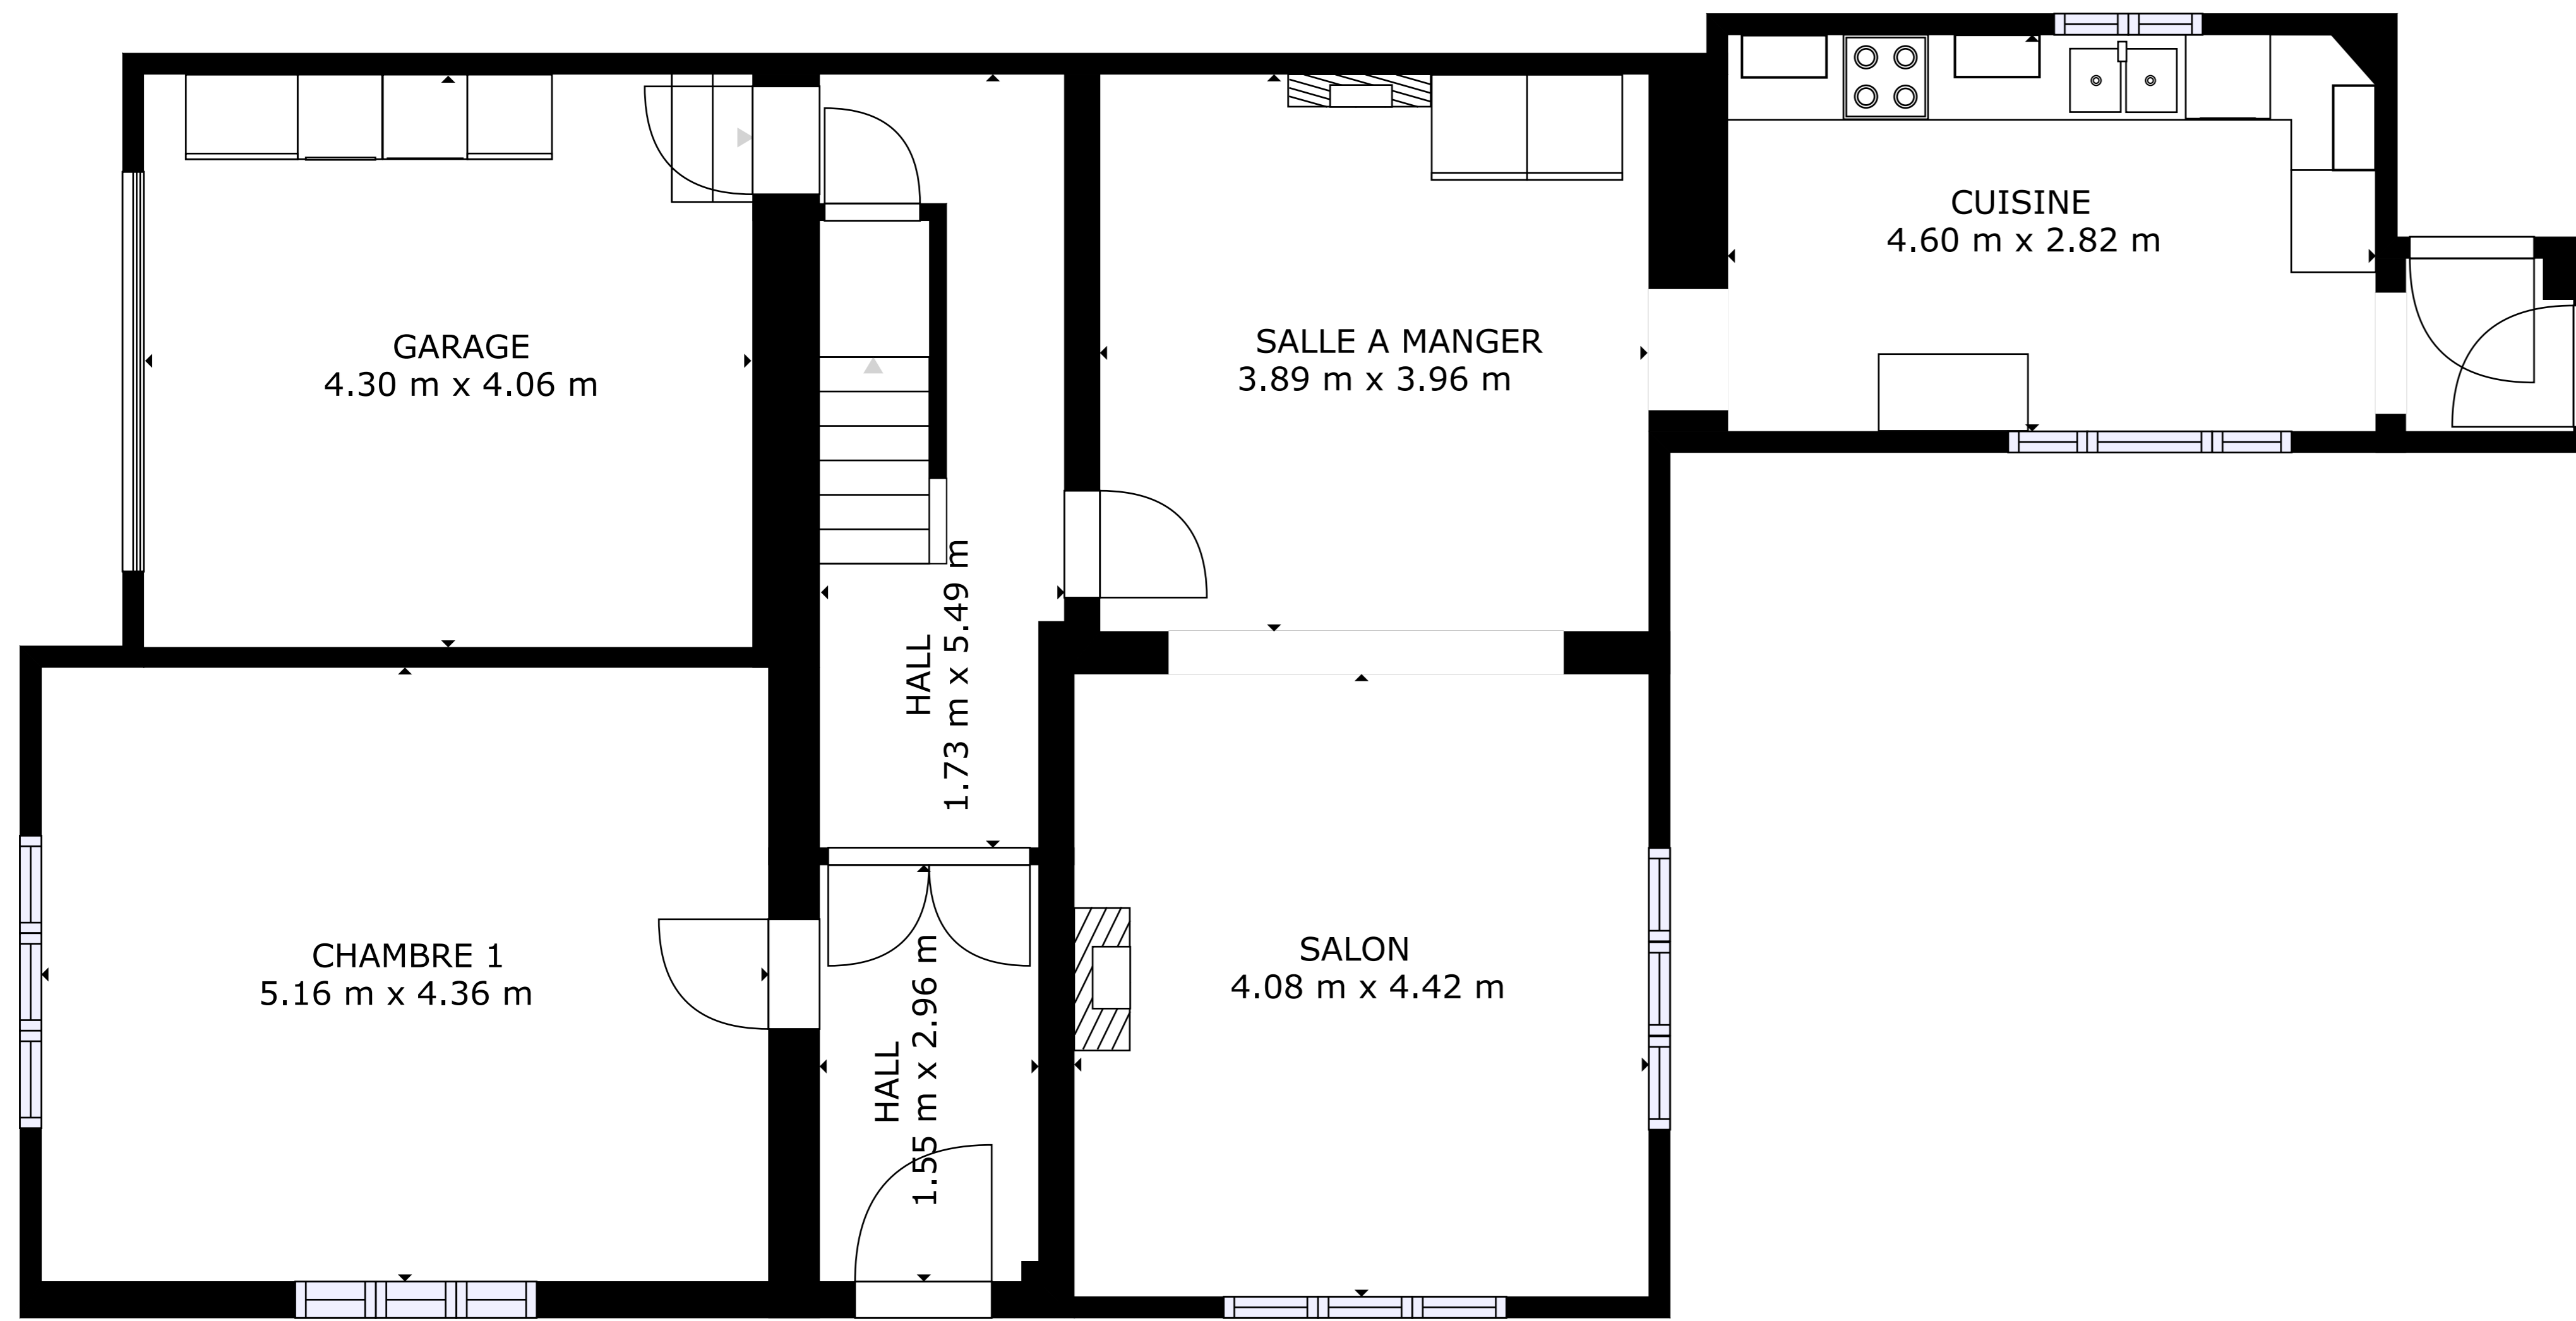 GARAGE
4.30 m x 4.06 m
SALLE A MANGER
3.89 m x 3.96 m
CUISINE
4.60 m x 2.82 m
HALL
1.73 m x 5.49 m
CHAMBRE 1
5.16 m x 4.36 m
HALL
1.55 m x 2.96 m
SALON
4.08 m x 4.42 m